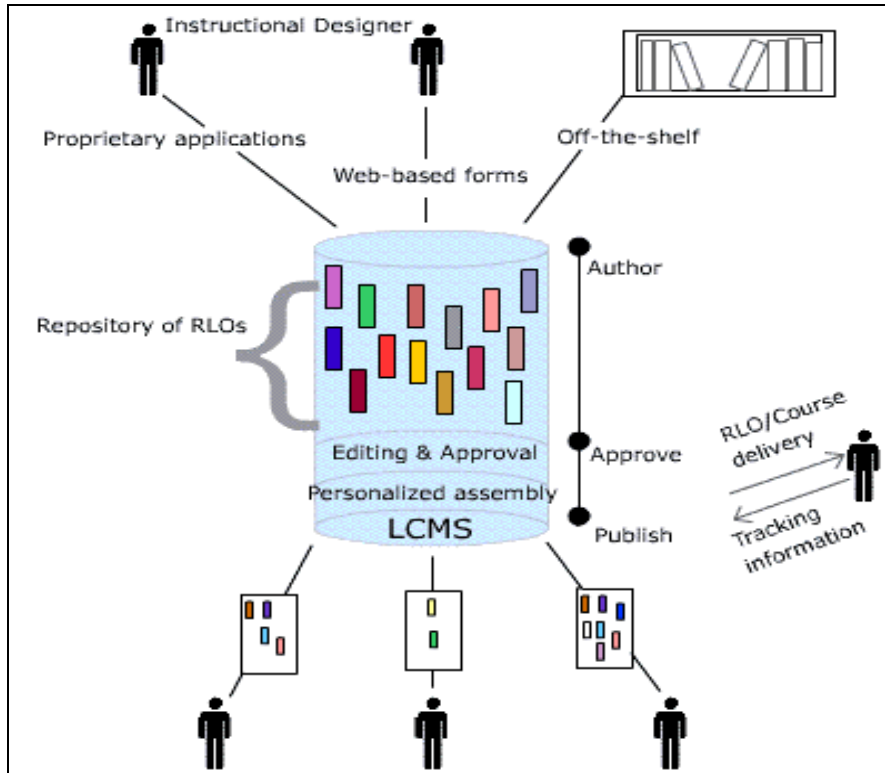 Instructional Designer
Proprietary applications
Off-the-shelf
Web-based forms
Author
Repository of RLOs
RLO/Course
delivery
Editing & Approval
Approve
Personalized assembly
LCMS
Publish
Tracking
information